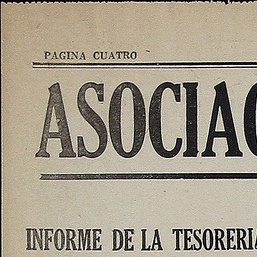 PAGINA CUATRO
ASOCIAC
INFORME DE LA TESORERIA